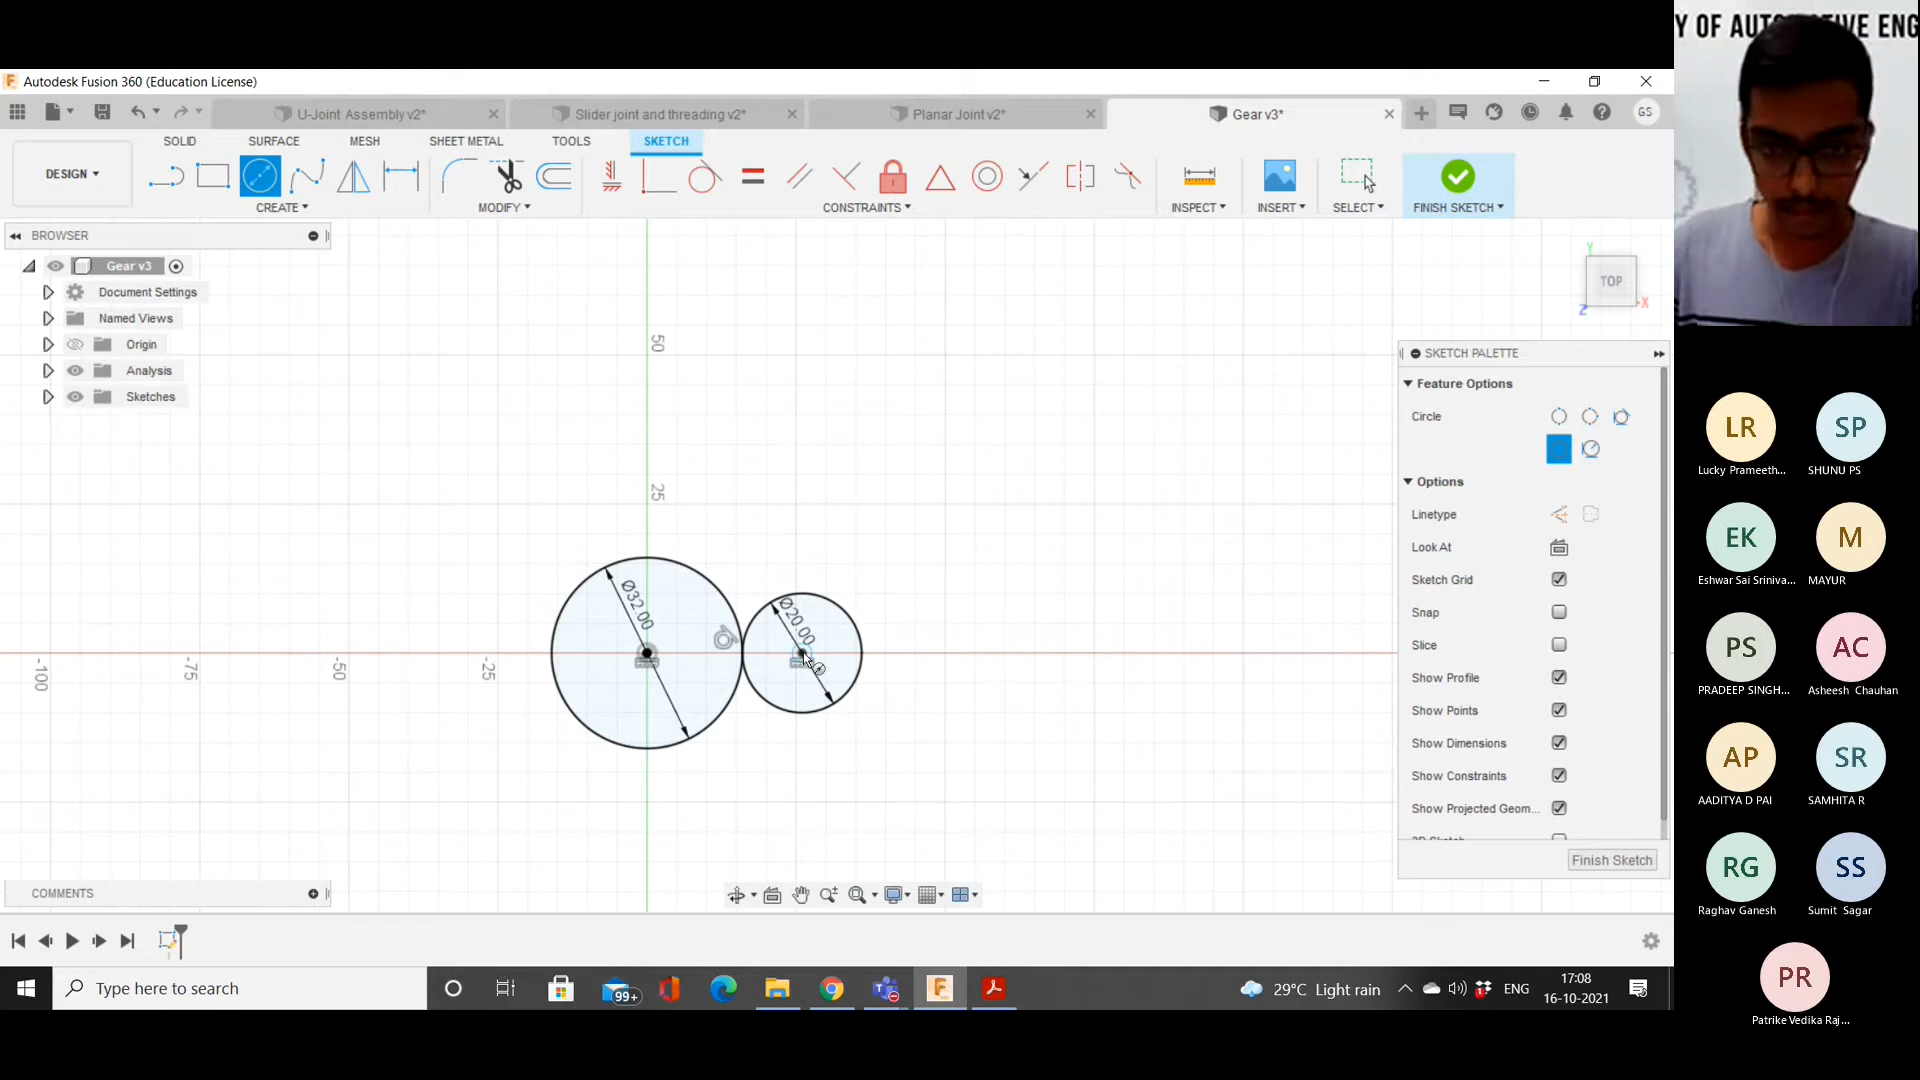 Y OF AUTOMOTIVE ENG
Autodesk Fusion 360 (Education License)
U-Joint Assembly v2*
Slider joint and threading v2*
Planar Joint v2*
Gear v3*
GS
SOLID
SURFACE
MESH
SHEET METAL
TOOLS
SKETCH
DESIGN
CREATE
MODIFY
CONSTRAINTS
INSPECT
INSERT
SELECT
FINISH SKETCH
BROWSER
Gear v3
Document Settings
Named Views
Origin
Analysis
Sketches
TOP
Y
X
Z
50
25
-100
-75
-50
-25
Ø32.00
Ø20.00
SKETCH PALETTE
Feature Options
Circle
Options
Linetype
Look At
Sketch Grid
Snap
Slice
Show Profile
Show Points
Show Dimensions
Show Constraints
Show Projected Geom...
Finish Sketch
COMMENTS
Type here to search
99+
29°C Light rain
ENG
17:08
16-10-2021
LR
Lucky Prameeth...
SP
SHUNU PS
EK
Eshwar Sai Sriniva...
M
MAYUR
PS
PRADEEP SINGH...
AC
Asheesh Chauhan
AP
AADITYA D PAI
SR
SAMHITA R
RG
Raghav Ganesh
SS
Sumit Sagar
PR
Patrike Vedika Raj...